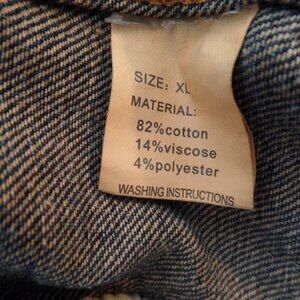 SIZE: XL
MATERIAL:
82%cotton
14%viscose
4%polyester
WASHING INSTRUCTIONS